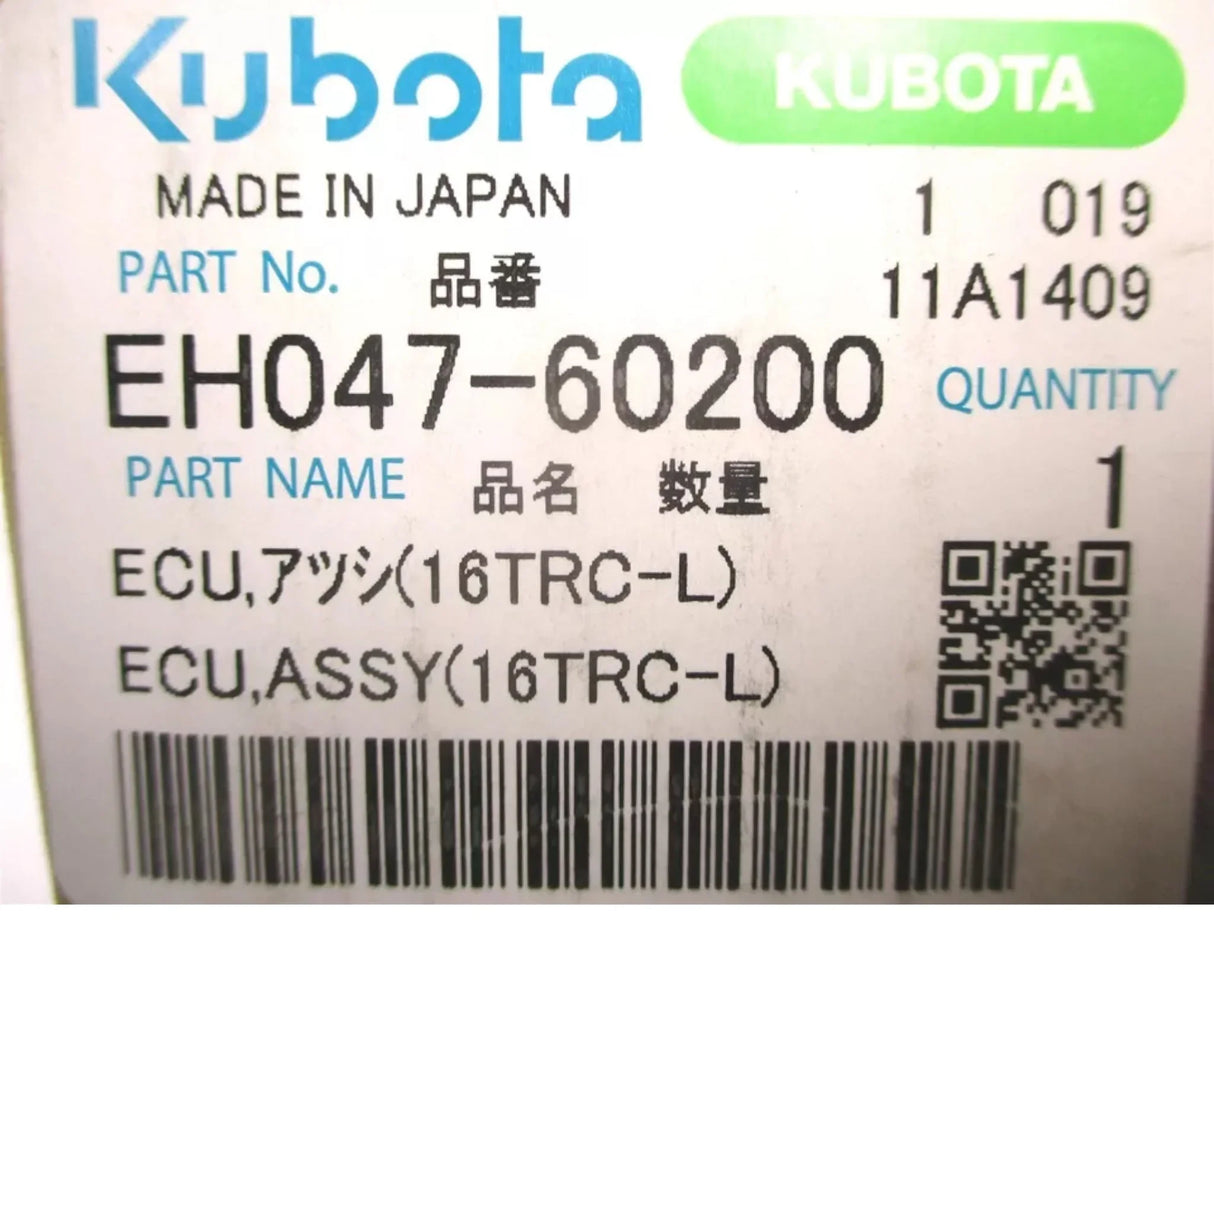 Kubota KUBOTA
MADE IN JAPAN 1 019
PART No. 品番 11A1409
EH047-60200 QUANTITY
PART NAME 品名 数量 1
ECU,アツシ(16TRC-L)
ECU,ASSY(16TRC-L)